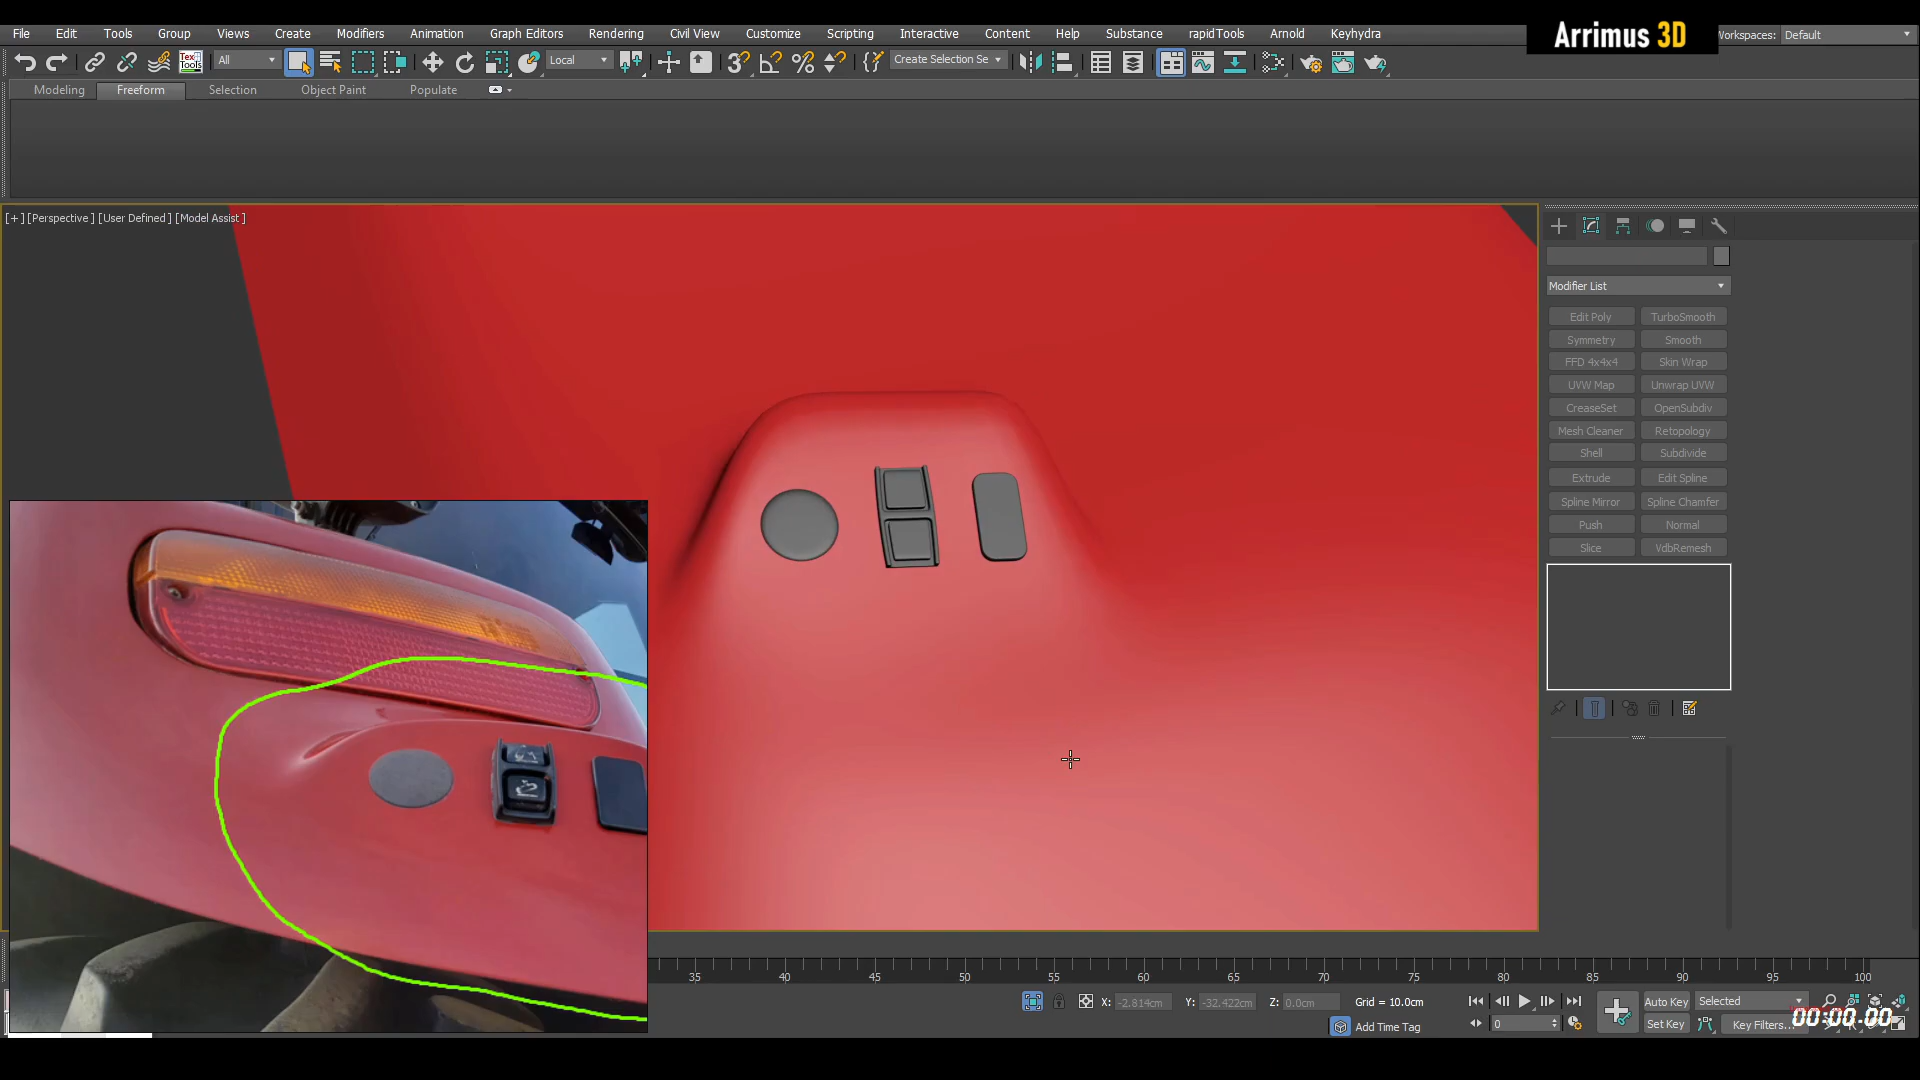 File Edit Tools Group Views Create Modifiers Animation Graph Editors Rendering Civil View Customize Scripting Interactive Content Help Substance rapidTools Arnold Keyhydra
Arrimus 3D
Workspaces: Default
All
Local
Create Selection Se
Modeling Freeform Selection Object Paint Populate
[+] [Perspective ] [User Defined ] [Model Assist ]
Modifier List
Edit Poly TurboSmooth
Symmetry Smooth
FFD 4x4x4 Skin Wrap
UVW Map Unwrap UVW
CreaseSet OpenSubdiv
Mesh Cleaner Retopology
Shell Subdivide
Extrude Edit Spline
Spline Mirror Spline Chamfer
Push Normal
Slice VdbRemesh
35 40 45 50 55 60 65 70 75 80 85 90 95 100
X: -2.814cm Y: -32.422cm Z: 0.0cm Grid = 10.0cm
Auto Key Selected
0
Add Time Tag
Set Key Key Filters...
00:00.00